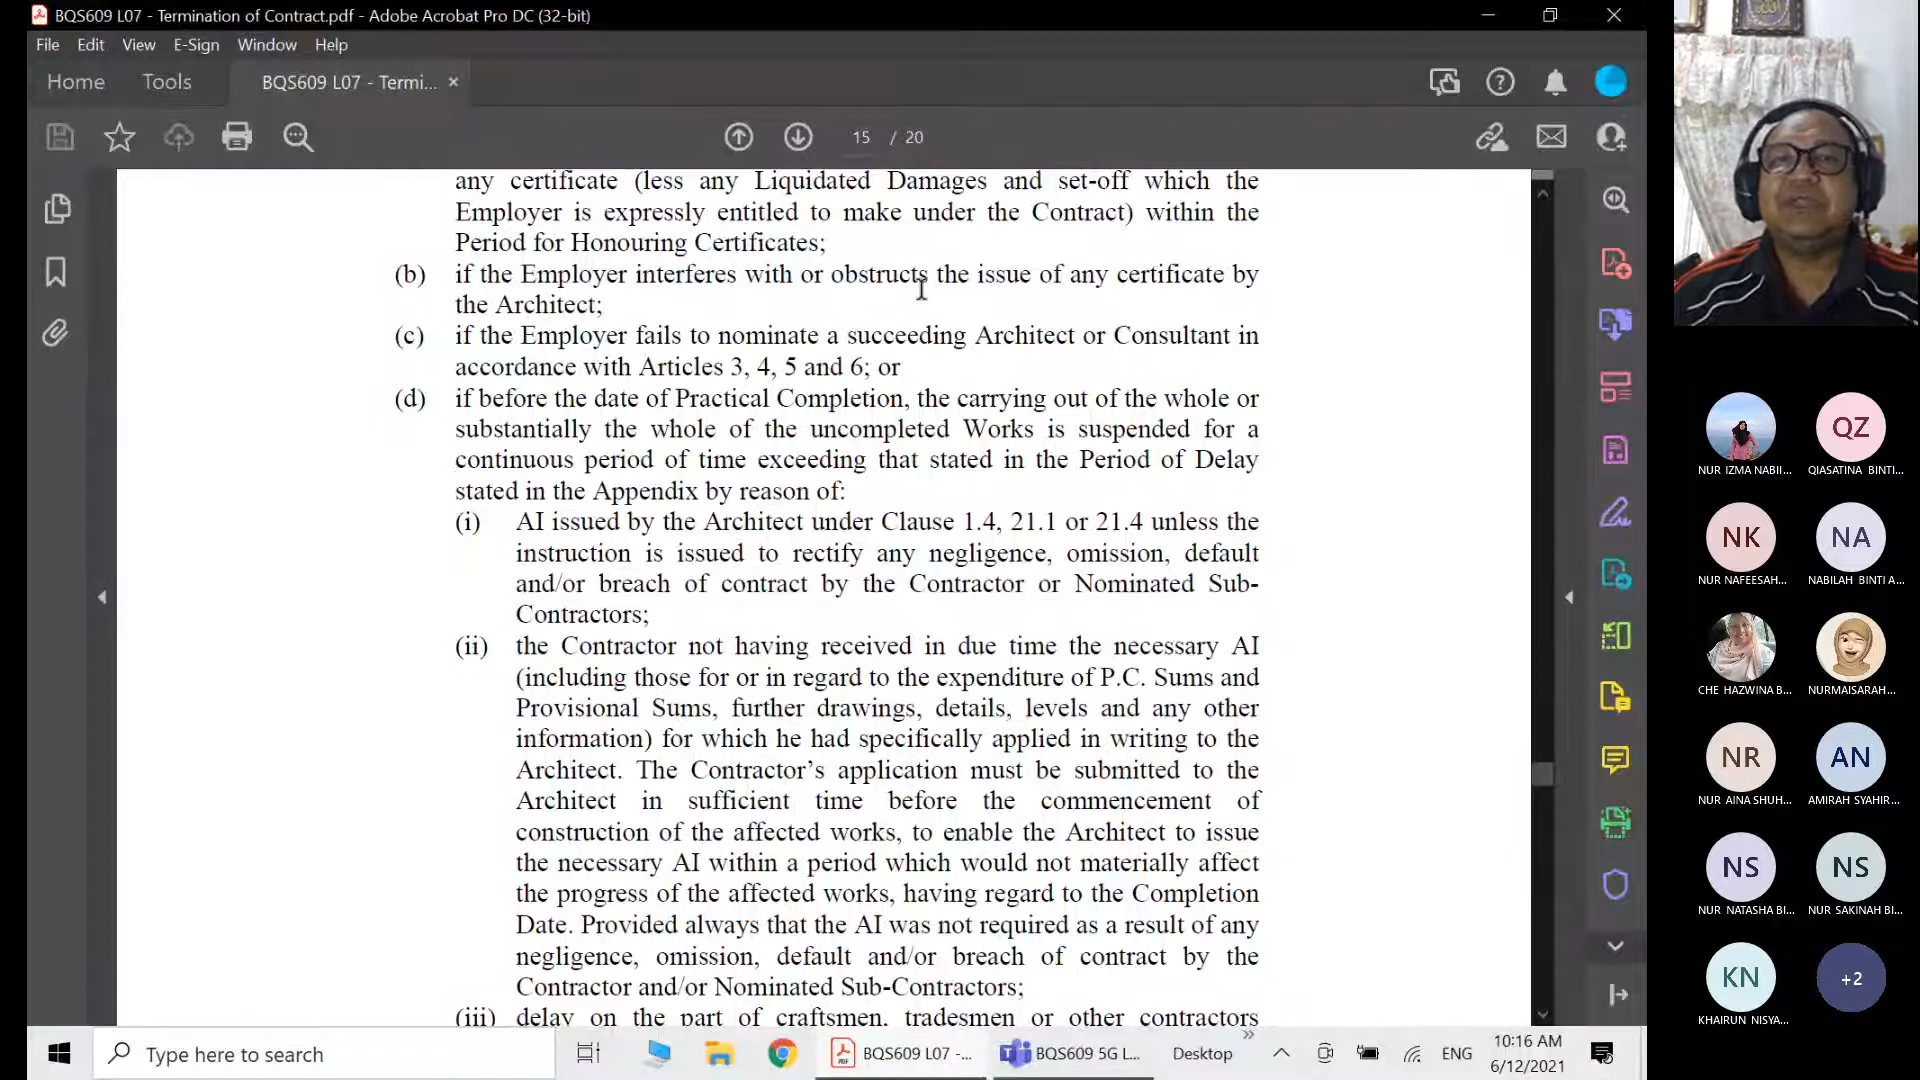 BQS609 L07 - Termination of Contract.pdf - Adobe Acrobat Pro DC (32-bit)
File Edit View E-Sign Window Help
Home Tools BQS609 L07 - Termi... ×
15 / 20
any certificate (less any Liquidated Damages and set-off which the
Employer is expressly entitled to make under the Contract) within the
Period for Honouring Certificates;
(b) if the Employer interferes with or obstructs the issue of any certificate by
the Architect;
(c) if the Employer fails to nominate a succeeding Architect or Consultant in
accordance with Articles 3, 4, 5 and 6; or
(d) if before the date of Practical Completion, the carrying out of the whole or
substantially the whole of the uncompleted Works is suspended for a
continuous period of time exceeding that stated in the Period of Delay
stated in the Appendix by reason of:
(i) AI issued by the Architect under Clause 1.4, 21.1 or 21.4 unless the
instruction is issued to rectify any negligence, omission, default
and/or breach of contract by the Contractor or Nominated Sub-
Contractors;
(ii) the Contractor not having received in due time the necessary AI
(including those for or in regard to the expenditure of P.C. Sums and
Provisional Sums, further drawings, details, levels and any other
information) for which he had specifically applied in writing to the
Architect. The Contractor's application must be submitted to the
Architect in sufficient time before the commencement of
construction of the affected works, to enable the Architect to issue
the necessary AI within a period which would not materially affect
the progress of the affected works, having regard to the Completion
Date. Provided always that the AI was not required as a result of any
negligence, omission, default and/or breach of contract by the
Contractor and/or Nominated Sub-Contractors;
(iii) delay on the part of craftsmen, tradesmen or other contractors
QZ
NUR IZMA NABII... QIASATINA BINTI...
NK NA
NUR NAFEESAH... NABILAH BINTI A...
CHE HAZWINA B... NURMAISARAH...
NR AN
NUR AINA SHUH... AMIRAH SYAHIR...
NS NS
NUR NATASHA BI... NUR SAKINAH BI...
KN +2
KHAIRUN NISYA...
Type here to search
BQS609 L07 -...
BQS609 5G L...
Desktop
ENG
10:16 AM
6/12/2021